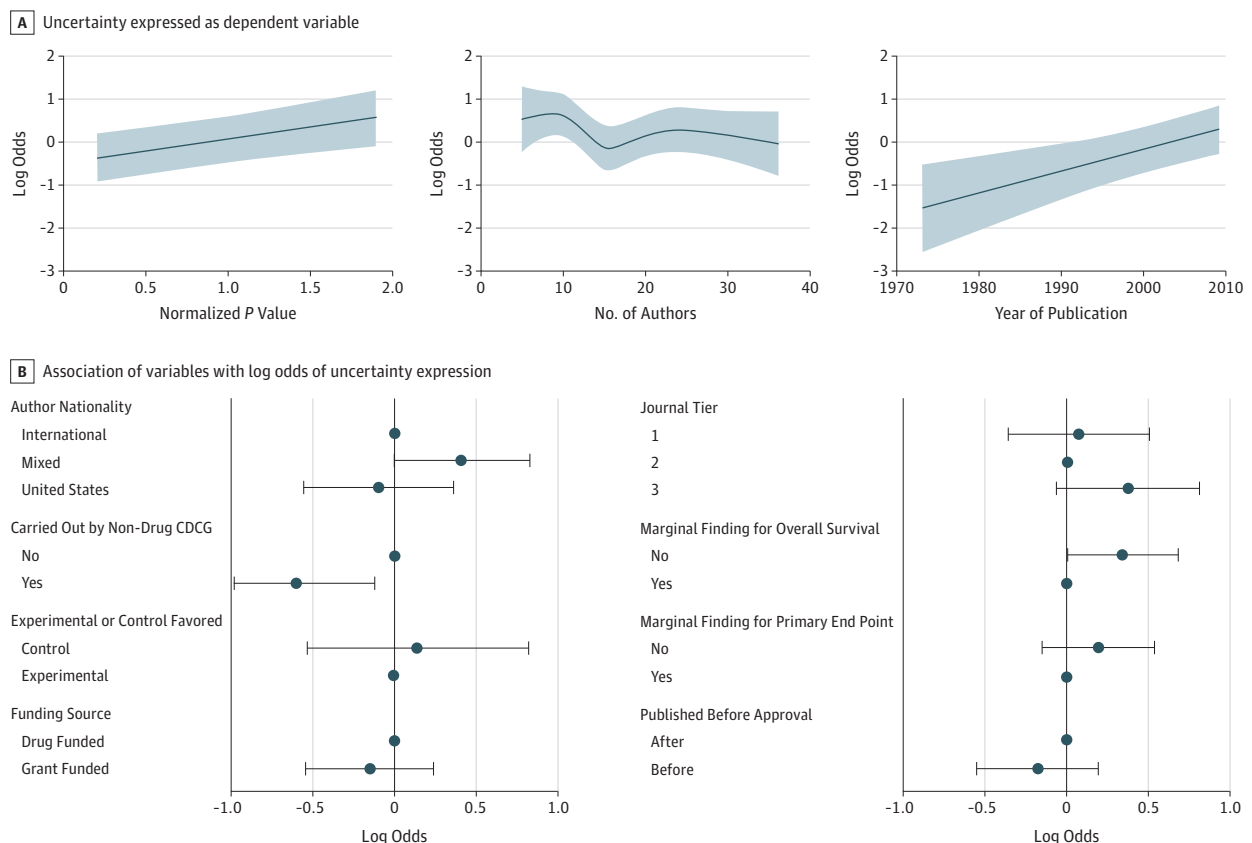 A Uncertainty expressed as dependent variable
2
1
0
–1
–2
–3
Log Odds
0 0.5 1.0 1.5 2.0
Normalized P Value
2
1
0
–1
–2
–3
Log Odds
0 10 20 30 40
No. of Authors
2
1
0
–1
–2
–3
Log Odds
1970 1980 1990 2000 2010
Year of Publication
B Association of variables with log odds of uncertainty expression
Author Nationality
International
Mixed
United States
Carried Out by Non-Drug CDCG
No
Yes
Experimental or Control Favored
Control
Experimental
Funding Source
Drug Funded
Grant Funded
-1.0 -0.5 0 0.5 1.0
Log Odds
Journal Tier
1
2
3
Marginal Finding for Overall Survival
No
Yes
Marginal Finding for Primary End Point
No
Yes
Published Before Approval
After
Before
-1.0 -0.5 0 0.5 1.0
Log Odds